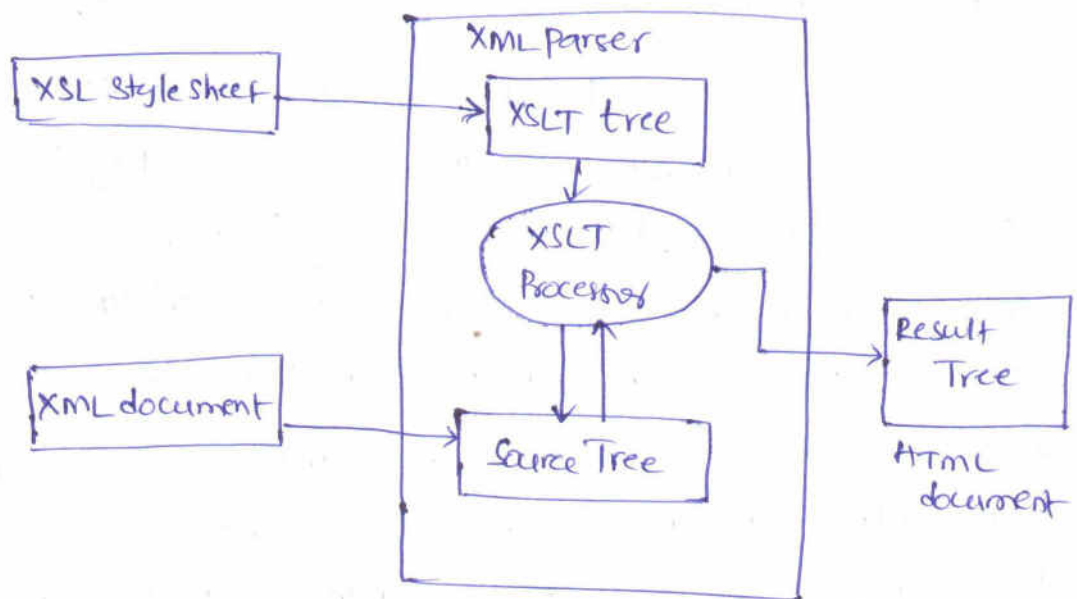 XML Parser
XSL Style Sheet
XSLT tree
XSLT
Processor
Result
Tree
XML document
Source Tree
HTML
document